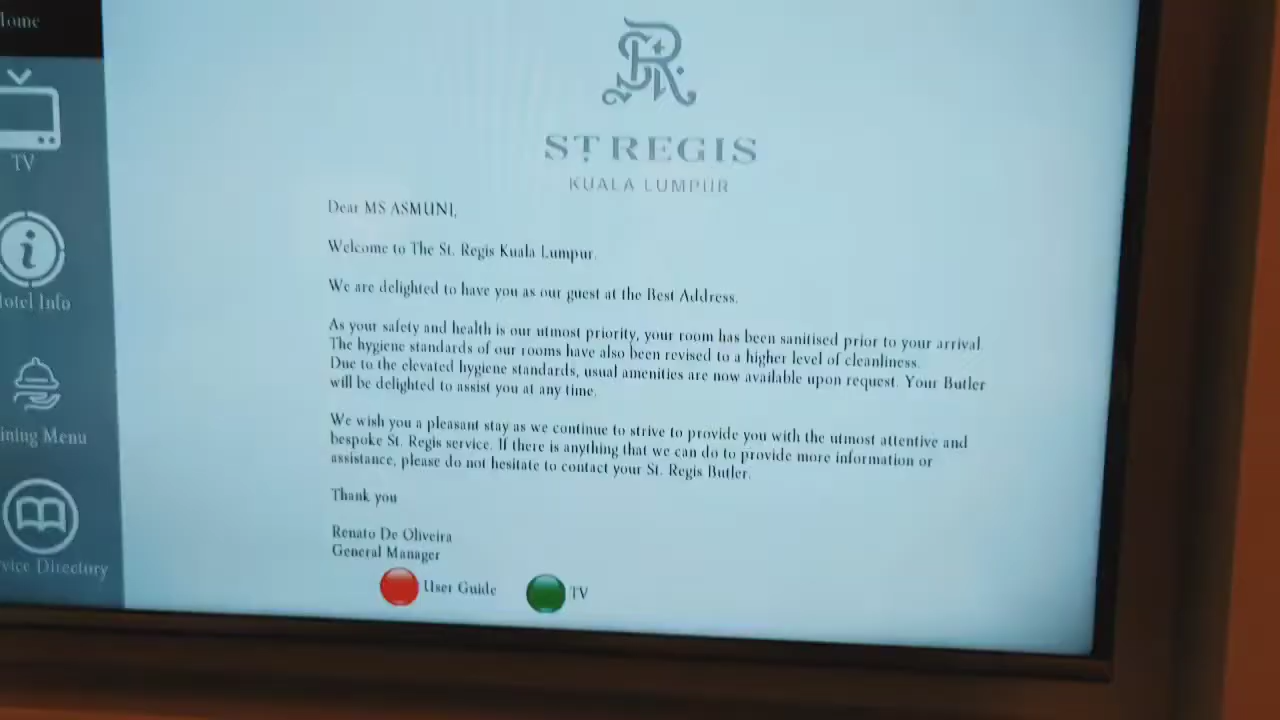 Home
TV
Hotel Info
Dining Menu
Service Directory
ST REGIS
KUALA LUMPUR
Dear MS ASMUNI,
Welcome to The St. Regis Kuala Lumpur.
We are delighted to have you as our guest at the Best Address.
As your safety and health is our utmost priority, your room has been sanitised prior to your arrival
The hygiene standards of our rooms have also been revised to a higher level of cleanliness.
Due to the elevated hygiene standards, usual amenities are now available upon request. Your Butler
will be delighted to assist you at any time.
We wish you a pleasant stay as we continue to strive to provide you with the utmost attentive and
bespoke St. Regis service. If there is anything that we can do to provide more information or
assistance, please do not hesitate to contact your St. Regis Butler.
Thank you
Renato De Oliveira
General Manager
User Guide
TV